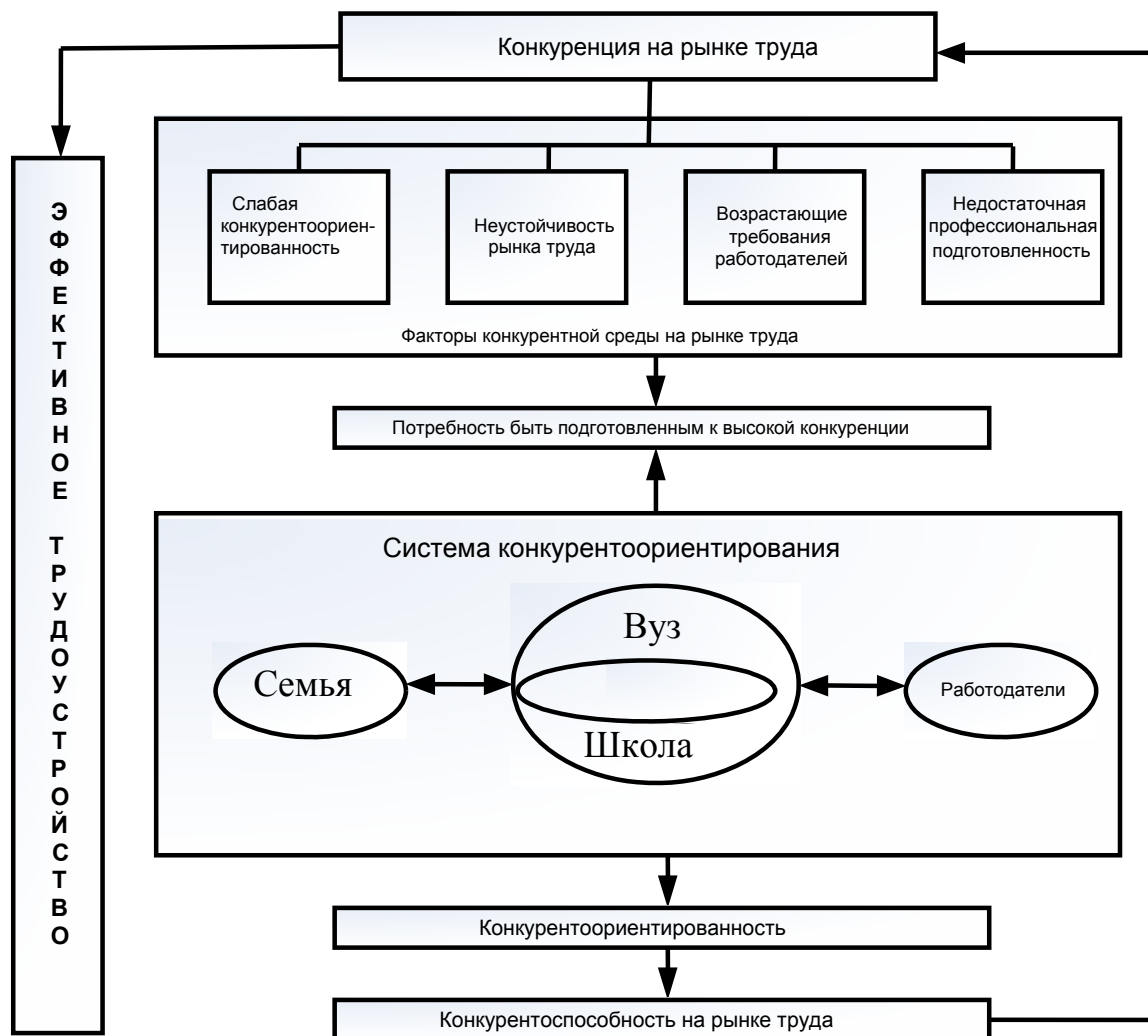 Конкуренция на рынке труда
Слабая
конкурентоориен-
тированность
Неустойчивость
рынка труда
Возрастающие
требования
работодателей
Недостаточная
профессиональная
подготовленность
Факторы конкурентной среды на рынке труда
Потребность быть подготовленным к высокой конкуренции
Система конкурентоориентирования
Семья
Вуз
Школа
Работодатели
Конкурентоориентированность
Конкурентоспособность на рынке труда
ЭФФЕКТИВНОЕ ТРУДОУСТРОЙСТВО